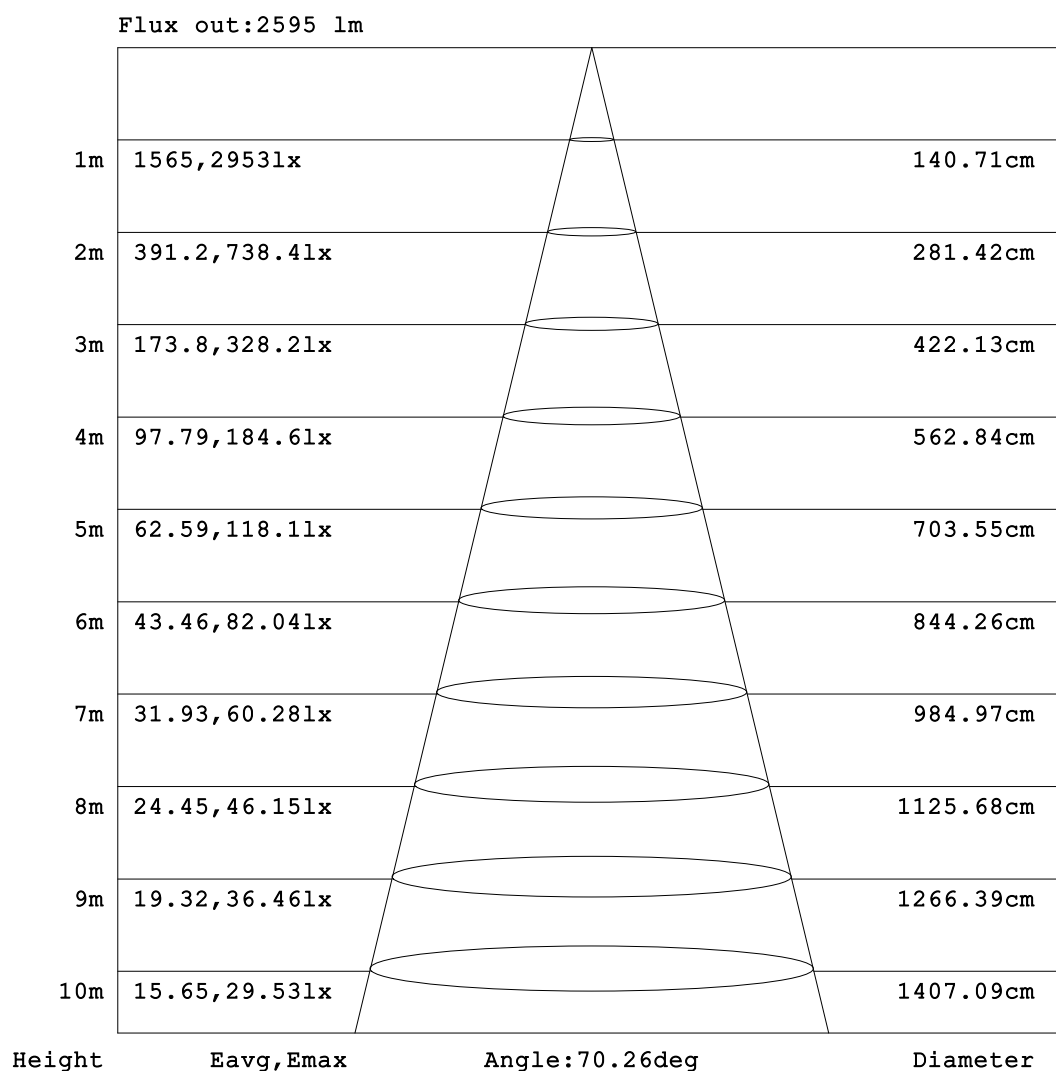 Flux out:2595 lm
1m 1565,2953lx 140.71cm
2m 391.2,738.4lx 281.42cm
3m 173.8,328.2lx 422.13cm
4m 97.79,184.6lx 562.84cm
5m 62.59,118.1lx 703.55cm
6m 43.46,82.04lx 844.26cm
7m 31.93,60.28lx 984.97cm
8m 24.45,46.15lx 1125.68cm
9m 19.32,36.46lx 1266.39cm
10m 15.65,29.53lx 1407.09cm
Height Eavg,Emax Angle:70.26deg Diameter